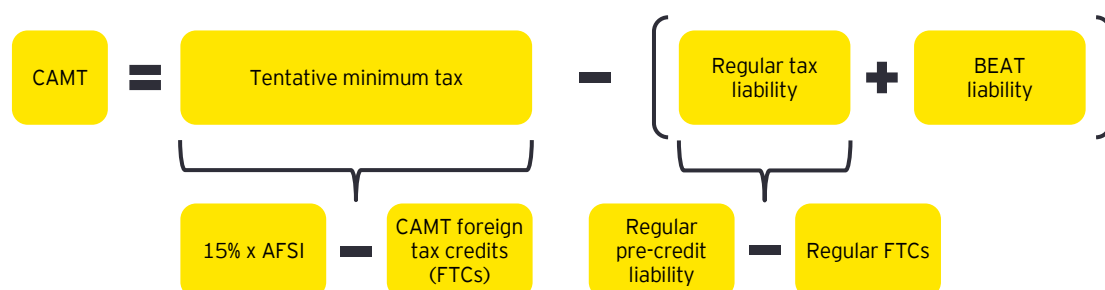 CAMT
Tentative minimum tax
Regular tax
liability
BEAT
liability
15% x AFSI
CAMT foreign
tax credits
(FTCs)
Regular
pre-credit
liability
Regular FTCs